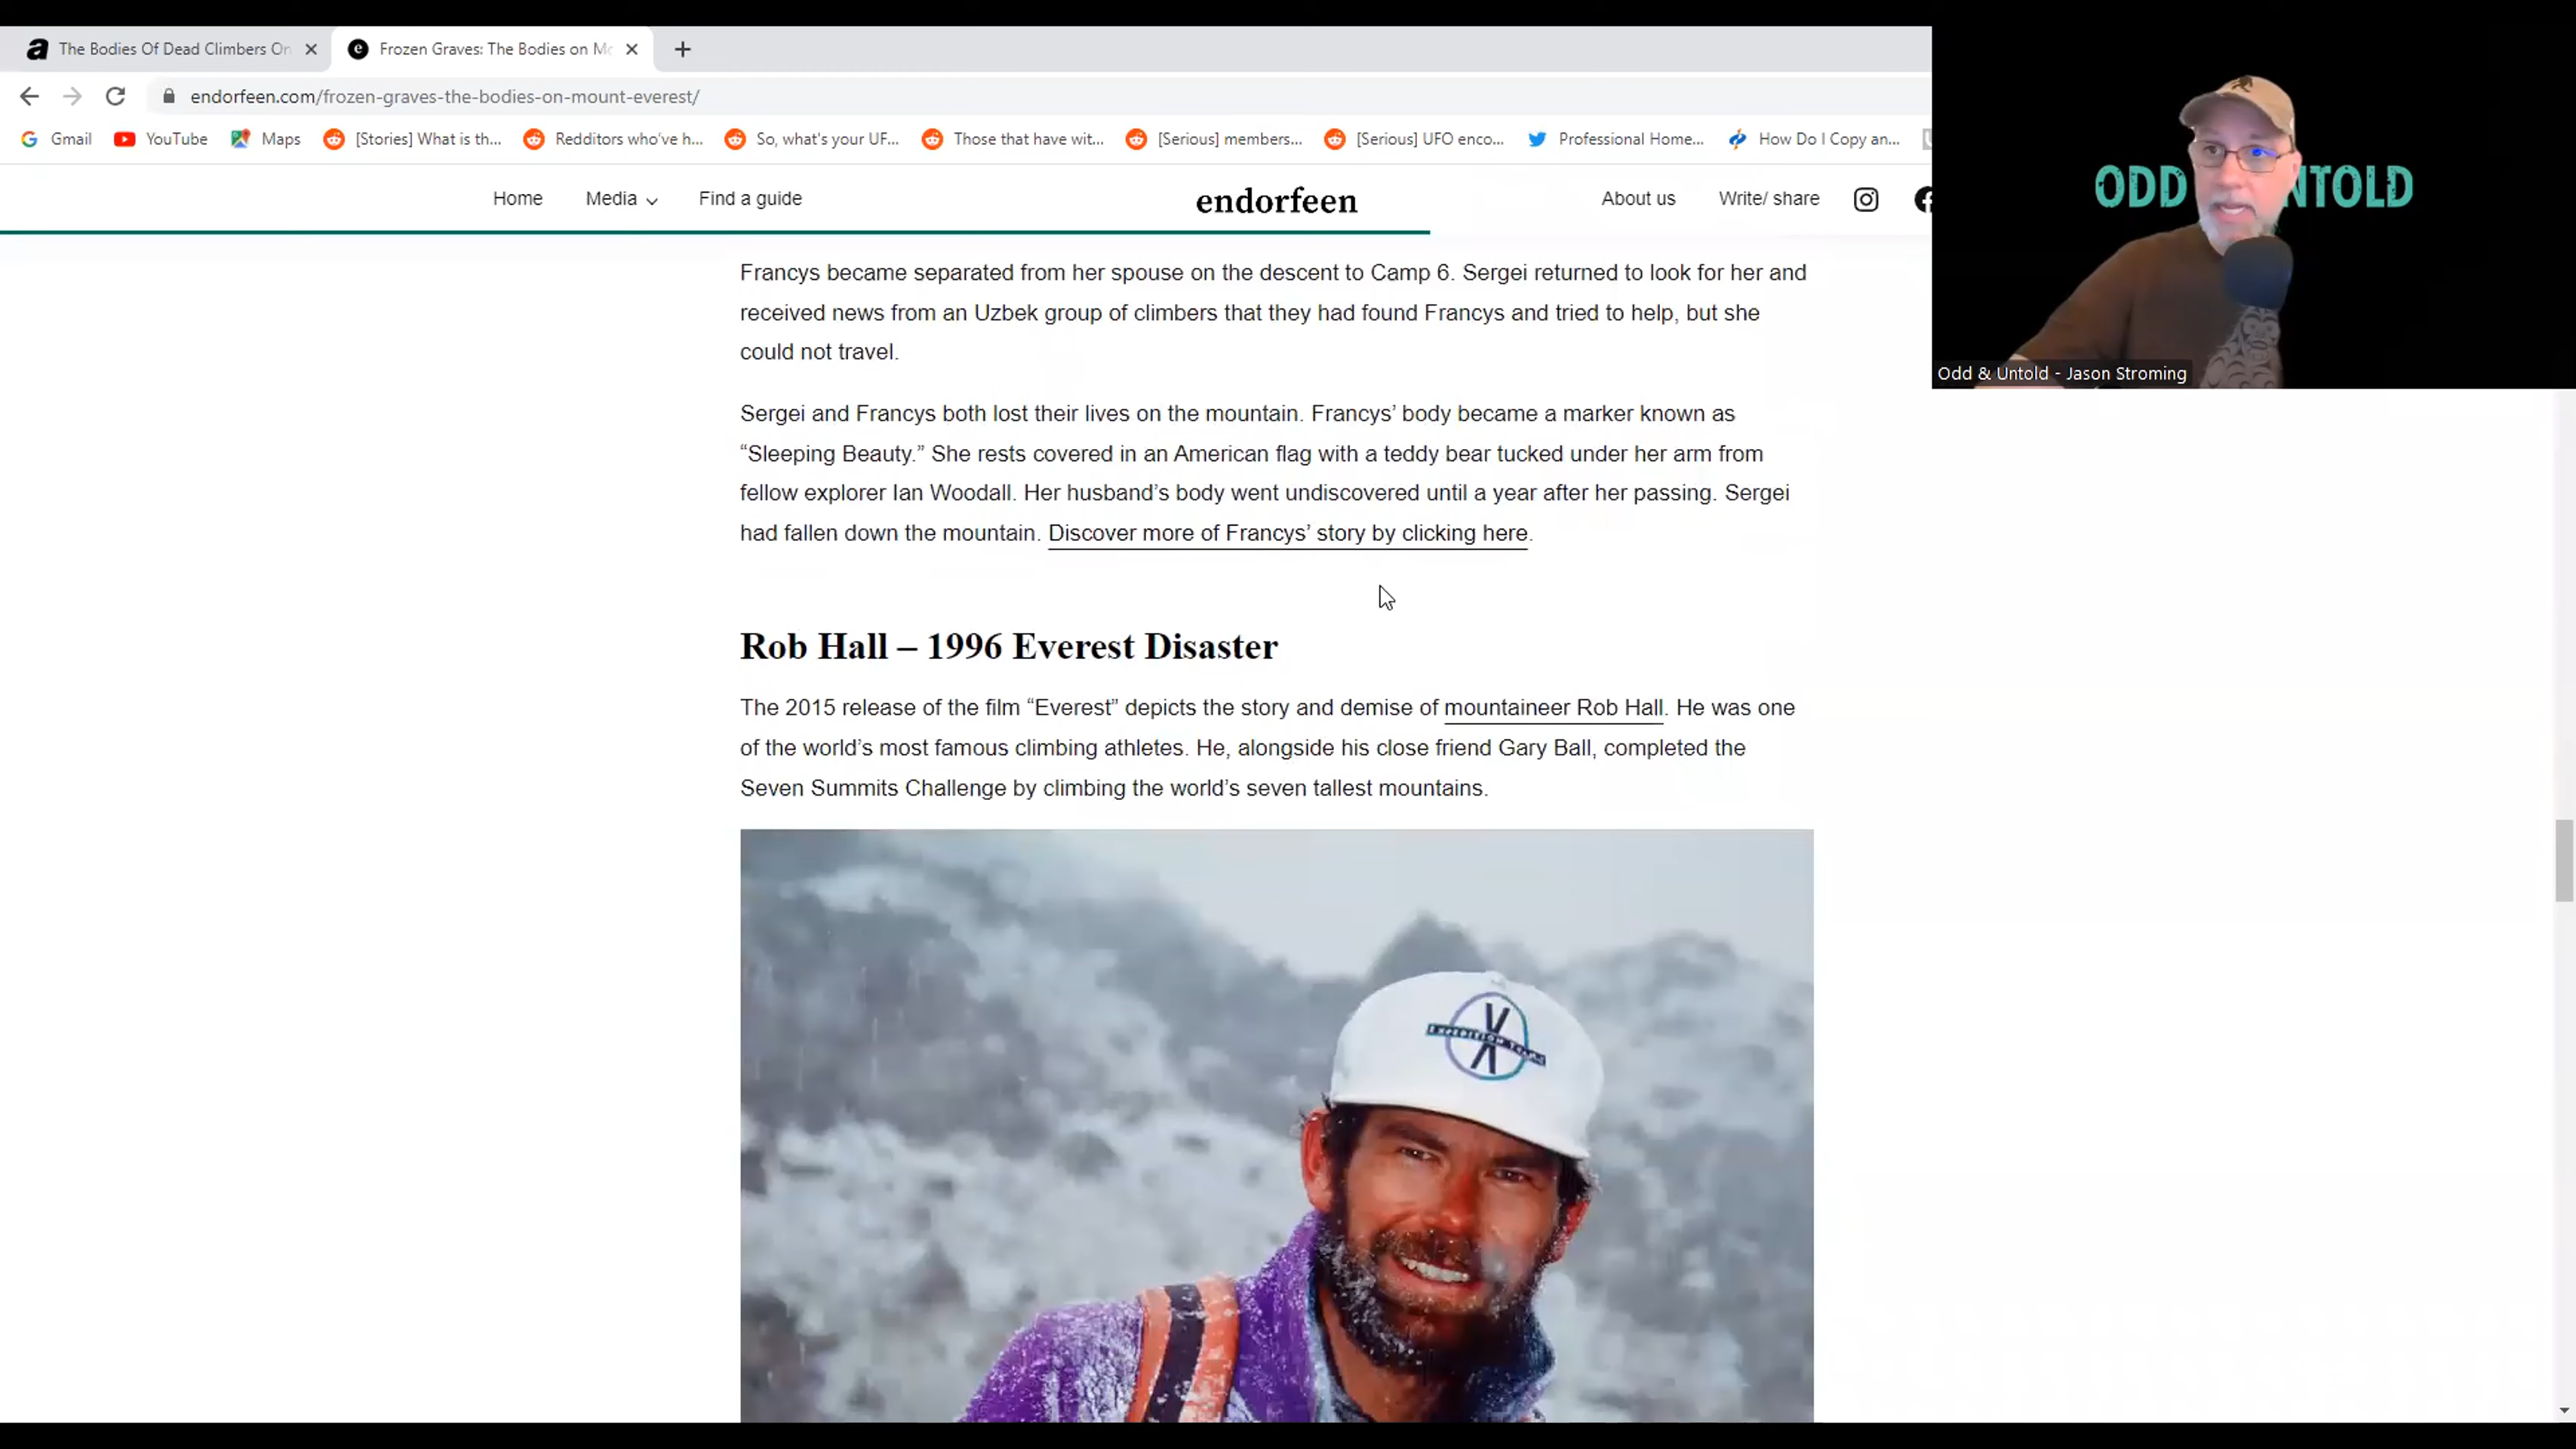 The Bodies Of Dead Climbers On
Frozen Graves: The Bodies on Mo
endorfeen.com/frozen-graves-the-bodies-on-mount-everest/
Gmail
YouTube
Maps
[Stories] What is th...
Redditors who've h...
So, what's your UF...
Those that have wit...
[Serious] members...
[Serious] UFO enco...
Professional Home...
How Do I Copy an...
Home
Media
Find a guide
endorfeen
About us
Write/ share
ODD
NTOLD
Odd & Untold - Jason Stroming
Francys became separated from her spouse on the descent to Camp 6. Sergei returned to look for her and
received news from an Uzbek group of climbers that they had found Francys and tried to help, but she
could not travel.
Sergei and Francys both lost their lives on the mountain. Francys’ body became a marker known as
“Sleeping Beauty.” She rests covered in an American flag with a teddy bear tucked under her arm from
fellow explorer Ian Woodall. Her husband’s body went undiscovered until a year after her passing. Sergei
had fallen down the mountain. Discover more of Francys’ story by clicking here.
Rob Hall – 1996 Everest Disaster
The 2015 release of the film “Everest” depicts the story and demise of mountaineer Rob Hall. He was one
of the world’s most famous climbing athletes. He, alongside his close friend Gary Ball, completed the
Seven Summits Challenge by climbing the world’s seven tallest mountains.